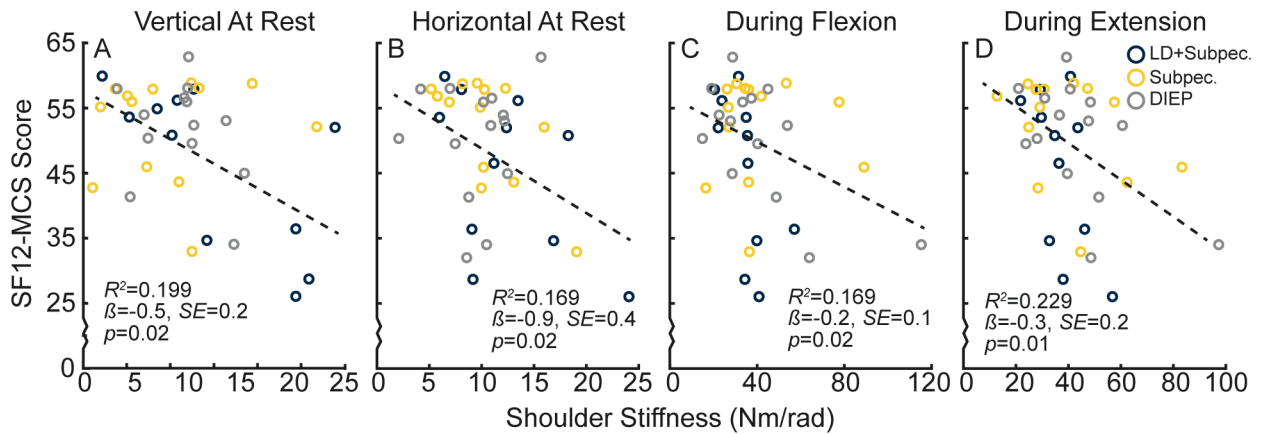 Vertical At Rest Horizontal At Rest During Flexion During Extension
A B C D
LD+Subpec.
Subpec.
DIEP
SF12-MCS Score
65
55
45
35
25
0
R²=0.199
ß=-0.5, SE=0.2
p=0.02
R²=0.169
ß=-0.9, SE=0.4
p=0.02
R²=0.169
ß=-0.2, SE=0.1
p=0.02
R²=0.229
ß=-0.3, SE=0.2
p=0.01
0 5 10 15 20 25
0 5 10 15 20 25
0 40 80 120
0 20 40 60 80 100
Shoulder Stiffness (Nm/rad)